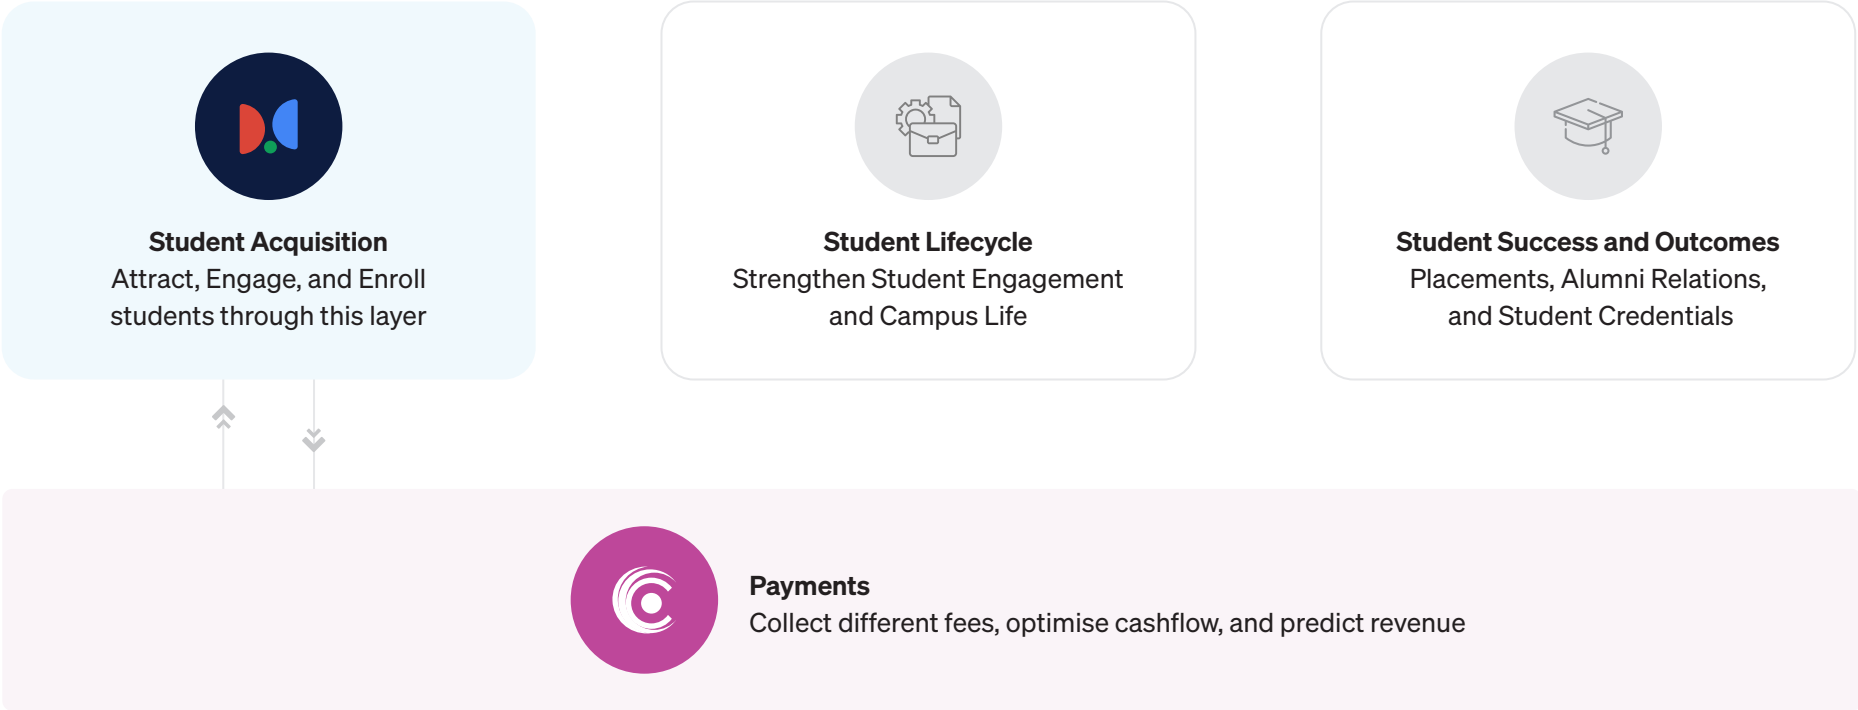 Student Acquisition
Attract, Engage, and Enroll
students through this layer
Student Lifecycle
Strengthen Student Engagement
and Campus Life
Student Success and Outcomes
Placements, Alumni Relations,
and Student Credentials
Payments
Collect different fees, optimise cashflow, and predict revenue